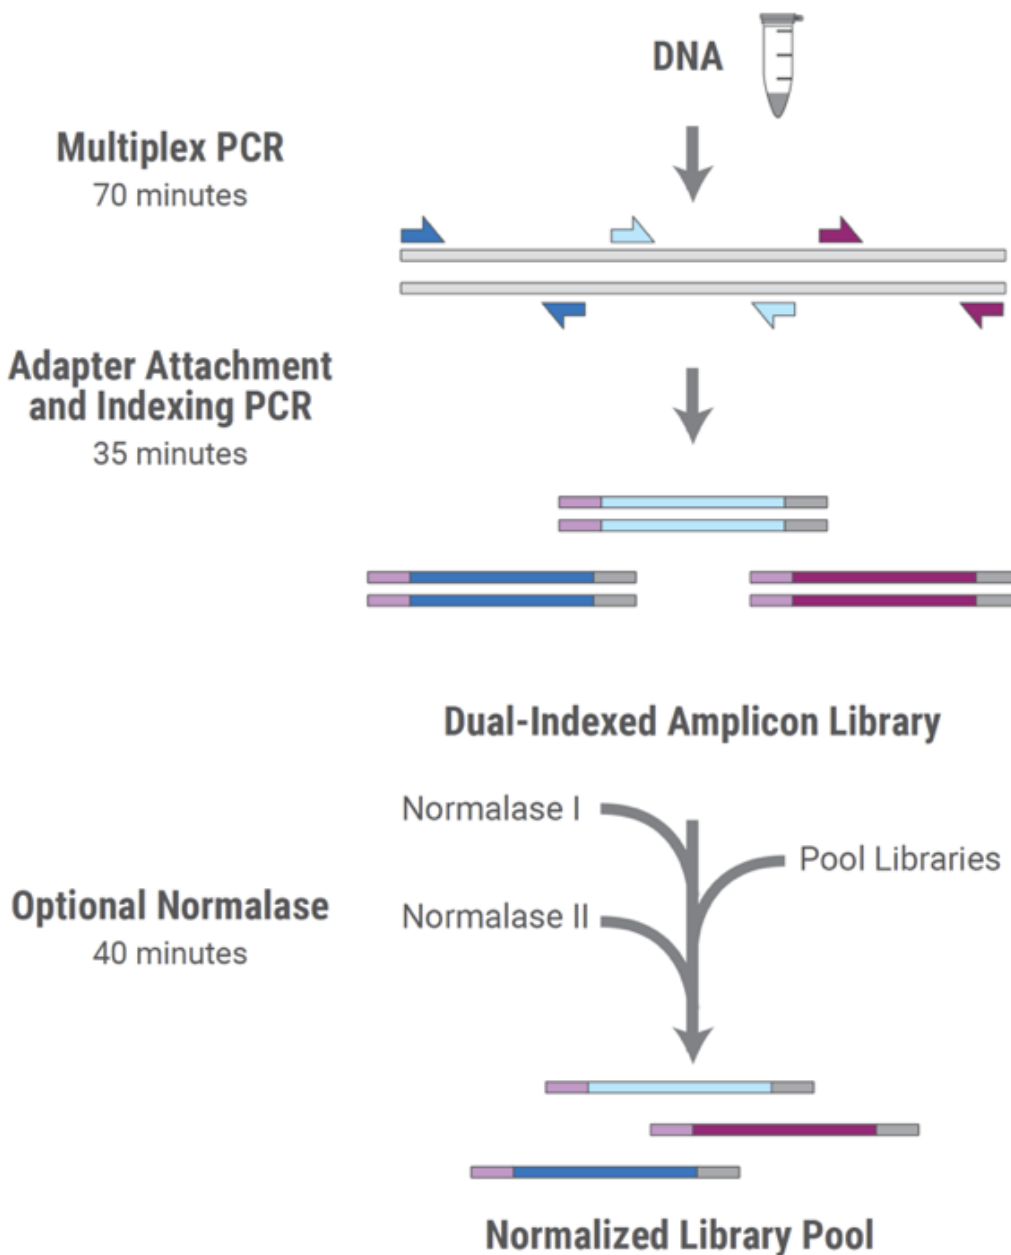 DNA
Multiplex PCR
70 minutes
Adapter Attachment
and Indexing PCR
35 minutes
Dual-Indexed Amplicon Library
Normalase I
Pool Libraries
Optional Normalase
Normalase II
40 minutes
Normalized Library Pool